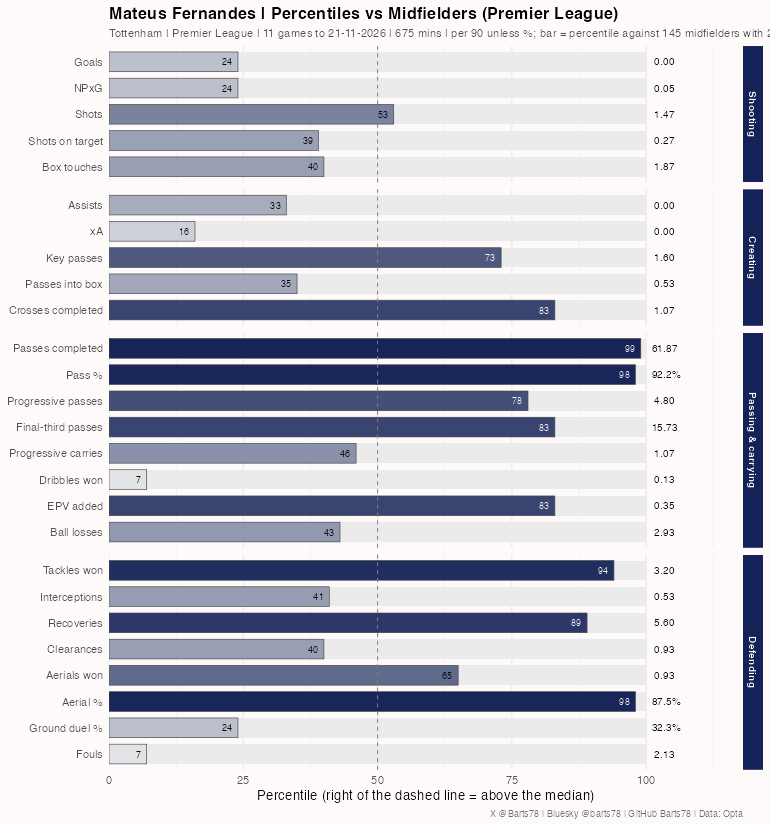 Mateus Fernandes | Percentiles vs Midfielders (Premier League)
Tottenham | Premier League | 11 games to 21-11-2026 | 675 mins | per 90 unless %; bar = percentile against 145 midfielders with
Goals 24 0.00
NPxG 24 0.05
Shots 53 1.47
Shots on target 39 0.27
Box touches 40 1.87
Shooting
Assists 33 0.00
xA 16 0.00
Key passes 73 1.60
Passes into box 35 0.53
Crosses completed 83 1.07
Creating
Passes completed 99 61.87
Pass % 98 92.2%
Progressive passes 78 4.80
Final-third passes 83 15.73
Progressive carries 46 1.07
Dribbles won 7 0.13
EPV added 83 0.35
Ball losses 43 2.93
Passing & carrying
Tackles won 94 3.20
Interceptions 41 0.53
Recoveries 89 5.60
Clearances 40 0.93
Aerials won 65 0.93
Aerial % 98 87.5%
Ground duel % 24 32.3%
Fouls 7 2.13
Defending
0 25 50 75 100
Percentile (right of the dashed line = above the median)
X @Barts78 | Bluesky @barts78 | GitHub Barts78 | Data: Opta